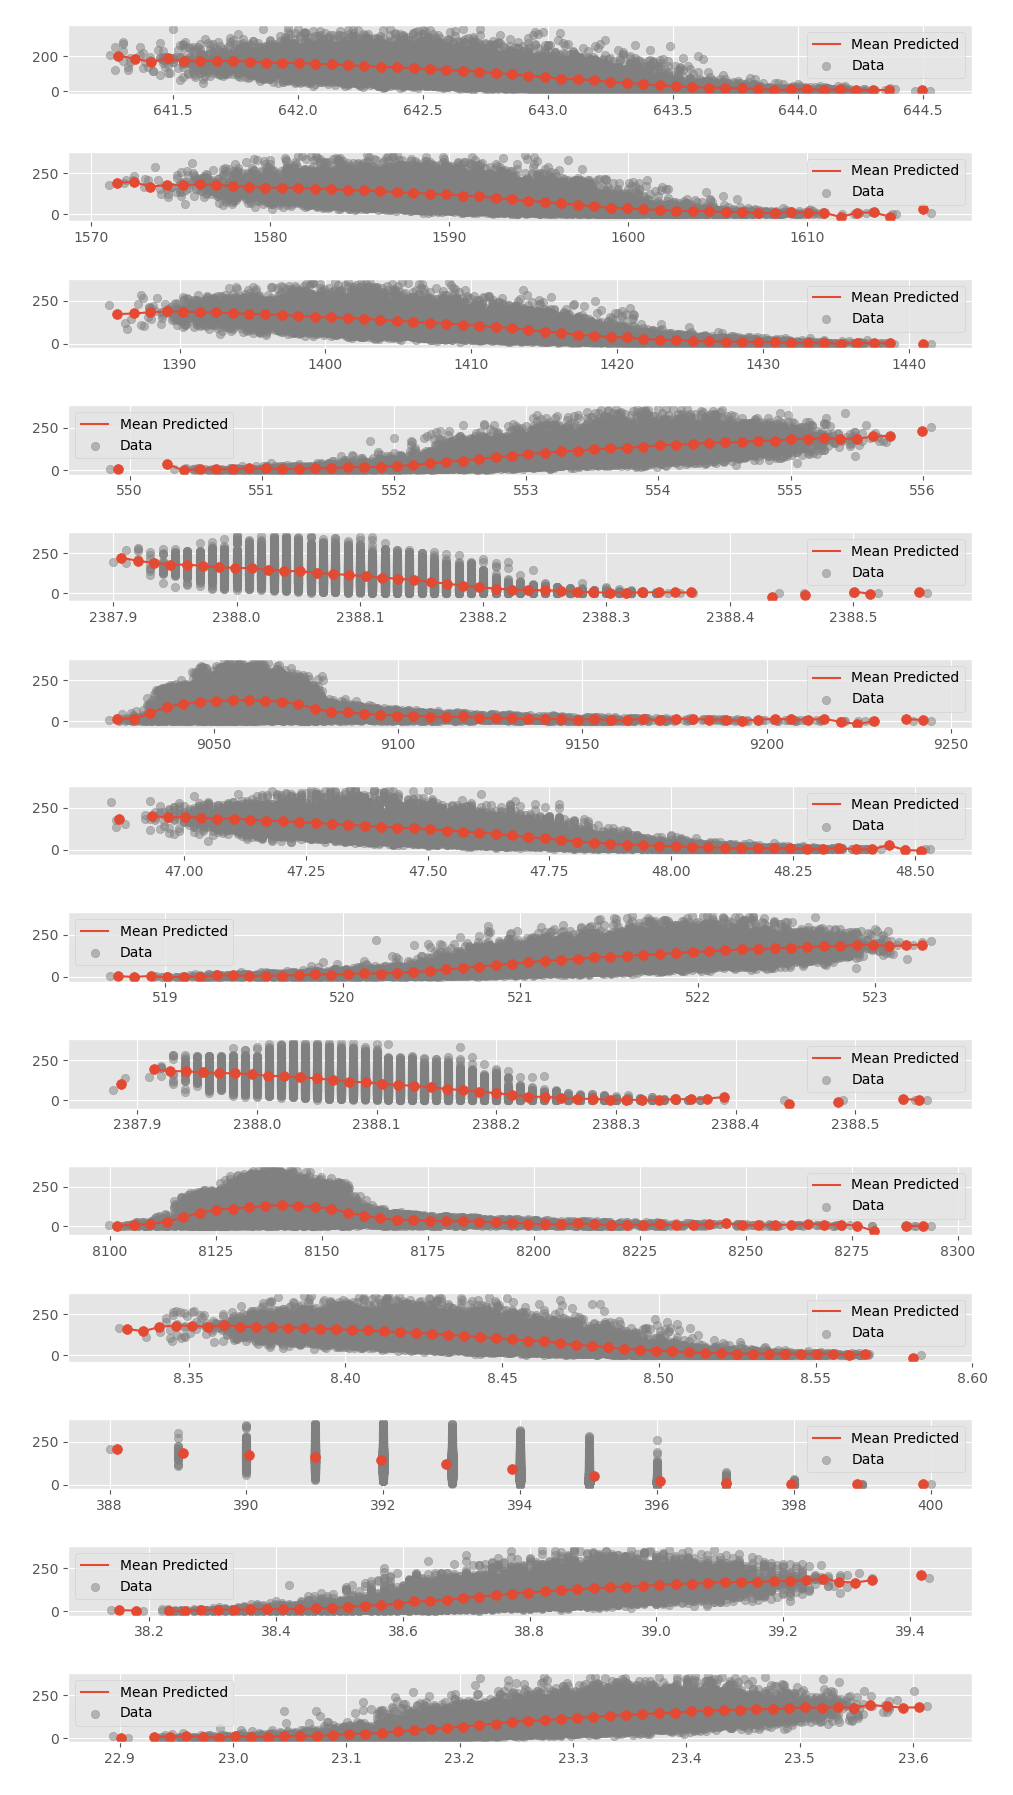 200
0
Mean Predicted
Data
641.5 642.0 642.5 643.0 643.5 644.0 644.5
250
0
Mean Predicted
Data
1570 1580 1590 1600 1610
250
0
Mean Predicted
Data
1390 1400 1410 1420 1430 1440
250
0
Mean Predicted
Data
550 551 552 553 554 555 556
250
0
Mean Predicted
Data
2387.9 2388.0 2388.1 2388.2 2388.3 2388.4 2388.5
250
0
Mean Predicted
Data
9050 9100 9150 9200 9250
250
0
Mean Predicted
Data
47.00 47.25 47.50 47.75 48.00 48.25 48.50
250
0
Mean Predicted
Data
519 520 521 522 523
250
0
Mean Predicted
Data
2387.9 2388.0 2388.1 2388.2 2388.3 2388.4 2388.5
250
0
Mean Predicted
Data
8100 8125 8150 8175 8200 8225 8250 8275 8300
250
0
Mean Predicted
Data
8.35 8.40 8.45 8.50 8.55 8.60
250
0
Mean Predicted
Data
388 390 392 394 396 398 400
250
0
Mean Predicted
Data
38.2 38.4 38.6 38.8 39.0 39.2 39.4
250
0
Mean Predicted
Data
22.9 23.0 23.1 23.2 23.3 23.4 23.5 23.6